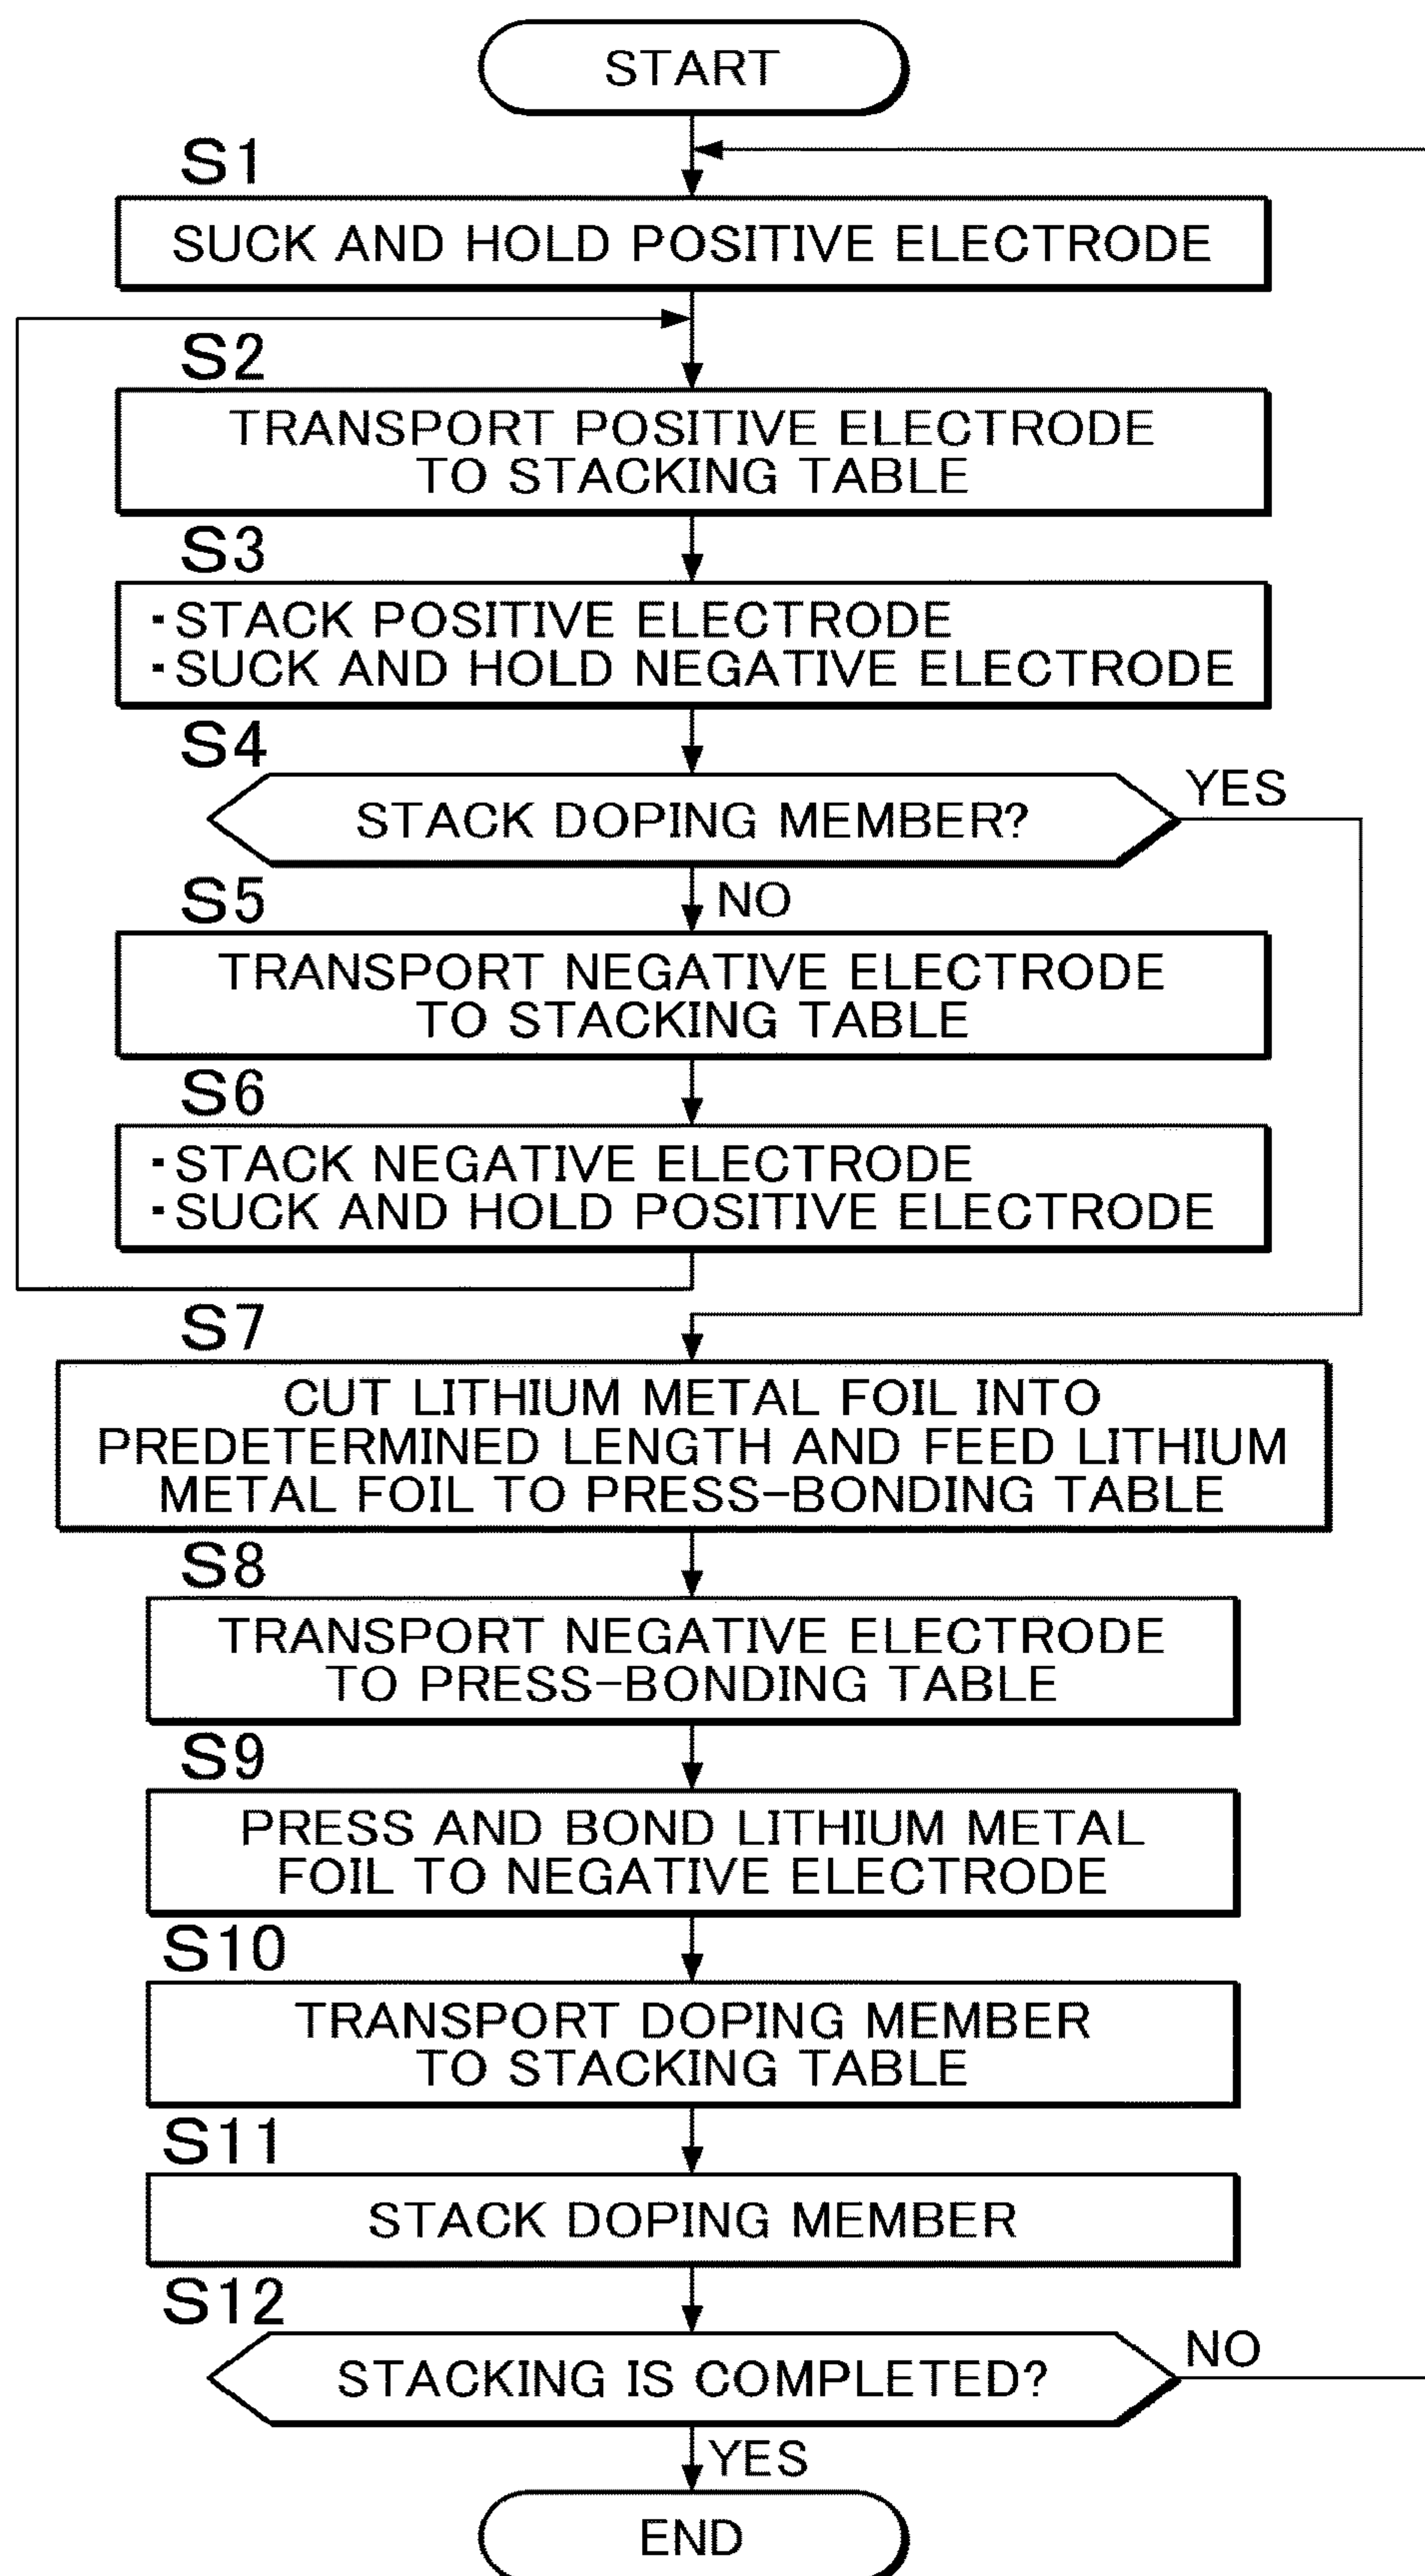 START
S1
SUCK AND HOLD POSITIVE ELECTRODE
S2
TRANSPORT POSITIVE ELECTRODE
TO STACKING TABLE
S3
・STACK POSITIVE ELECTRODE
・SUCK AND HOLD NEGATIVE ELECTRODE
S4
STACK DOPING MEMBER?
YES
NO
S5
TRANSPORT NEGATIVE ELECTRODE
TO STACKING TABLE
S6
・STACK NEGATIVE ELECTRODE
・SUCK AND HOLD POSITIVE ELECTRODE
S7
CUT LITHIUM METAL FOIL INTO
PREDETERMINED LENGTH AND FEED LITHIUM
METAL FOIL TO PRESS-BONDING TABLE
S8
TRANSPORT NEGATIVE ELECTRODE
TO PRESS-BONDING TABLE
S9
PRESS AND BOND LITHIUM METAL
FOIL TO NEGATIVE ELECTRODE
S10
TRANSPORT DOPING MEMBER
TO STACKING TABLE
S11
STACK DOPING MEMBER
S12
STACKING IS COMPLETED?
NO
YES
END